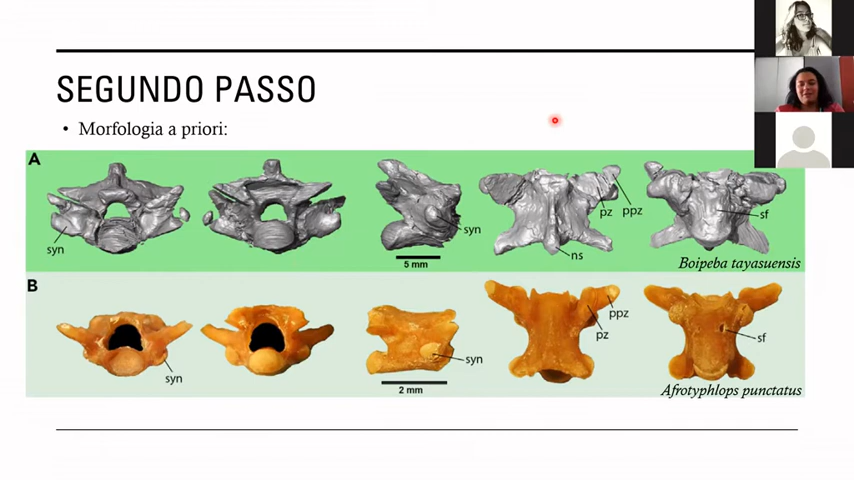 SEGUNDO PASSO
• Morfologia a priori:
A
syn
syn
5 mm
ns
pz
ppz
sf
Boipeba tayasuensis
B
syn
syn
2 mm
pz
ppz
sf
Afrotyphlops punctatus